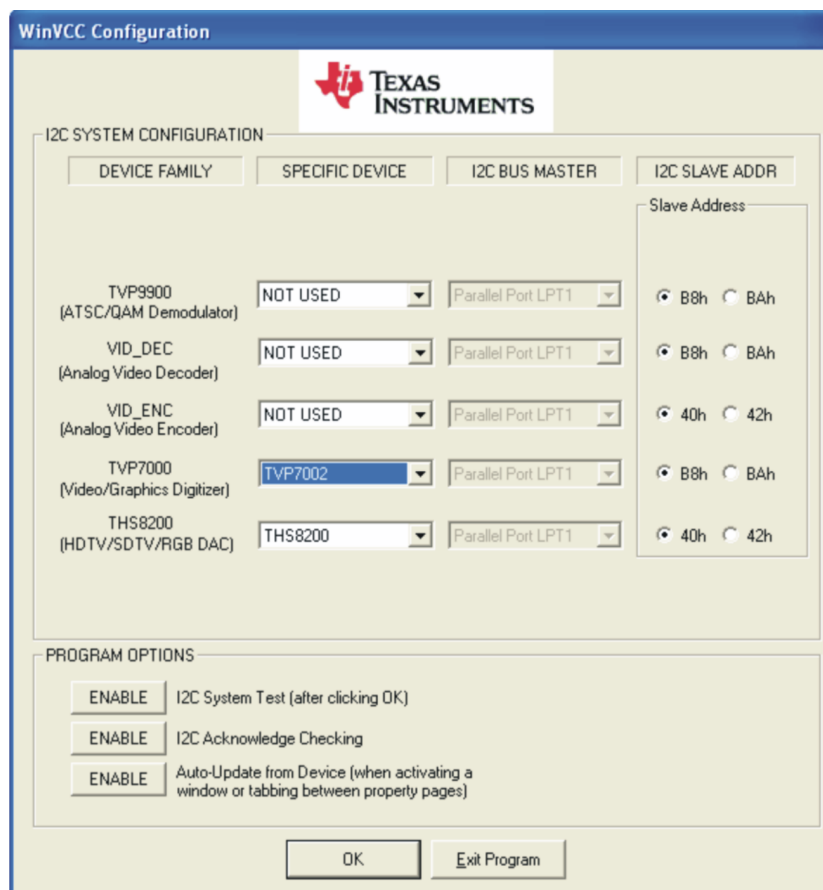 WinVCC Configuration
TEXAS
INSTRUMENTS
I2C SYSTEM CONFIGURATION
DEVICE FAMILY SPECIFIC DEVICE I2C BUS MASTER I2C SLAVE ADDR
Slave Address
TVP9900
(ATSC/QAM Demodulator)
NOT USED Parallel Port LPT1 B8h BAh
VID_DEC
(Analog Video Decoder)
NOT USED Parallel Port LPT1 B8h BAh
VID_ENC
(Analog Video Encoder)
NOT USED Parallel Port LPT1 40h 42h
TVP7000
(Video/Graphics Digitizer)
TVP7002 Parallel Port LPT1 B8h BAh
THS8200
(HDTV/SDTV/RGB DAC)
THS8200 Parallel Port LPT1 40h 42h
PROGRAM OPTIONS
ENABLE I2C System Test (after clicking OK)
ENABLE I2C Acknowledge Checking
ENABLE Auto-Update from Device (when activating a
window or tabbing between property pages)
OK Exit Program